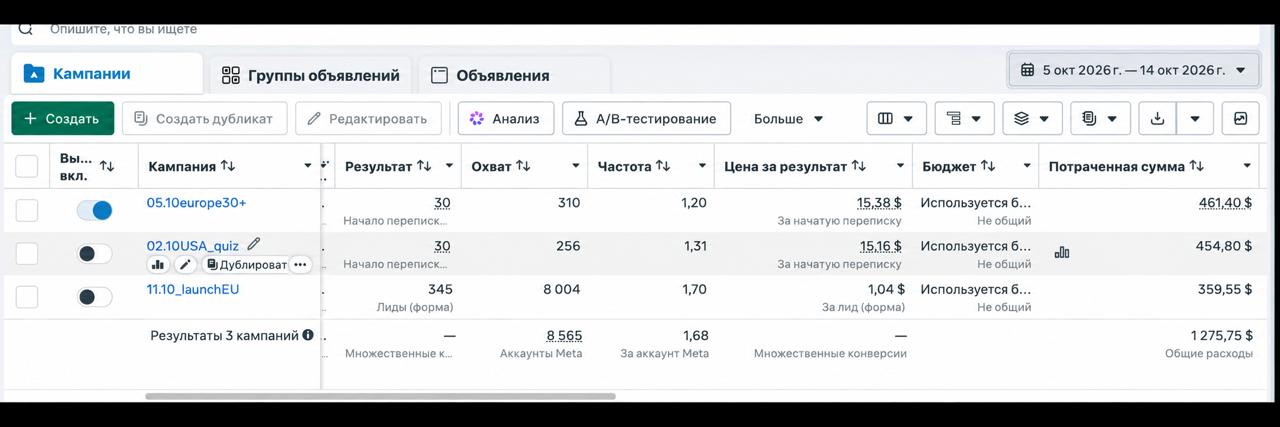 Опишите, что вы ищете
Кампании
Группы объявлений
Объявления
5 окт 2026 г. — 14 окт 2026 г.
+ Создать
Создать дубликат
Редактировать
Анализ
A/B-тестирование
Больше
Вы... вкл.
Кампания
Результат
Охват
Частота
Цена за результат
Бюджет
Потраченная сумма
05.10europe30+ 30 310 1,20 15,38 $ Используется б... 461,40 $
Начало переписк... За начатую переписку Не общий
02.10USA_quiz 30 256 1,31 15,16 $ Используется б... 454,80 $
Дублироват Начало переписк... За начатую переписку Не общий
11.10_launchEU 345 8 004 1,70 1,04 $ Используется б... 359,55 $
Лиды (форма) За лид (форма) Не общий
Результаты 3 кампаний — 8 565 1,68 — 1 275,75 $
Множественные к... Аккаунты Meta За аккаунт Meta Множественные конверсии Общие расходы